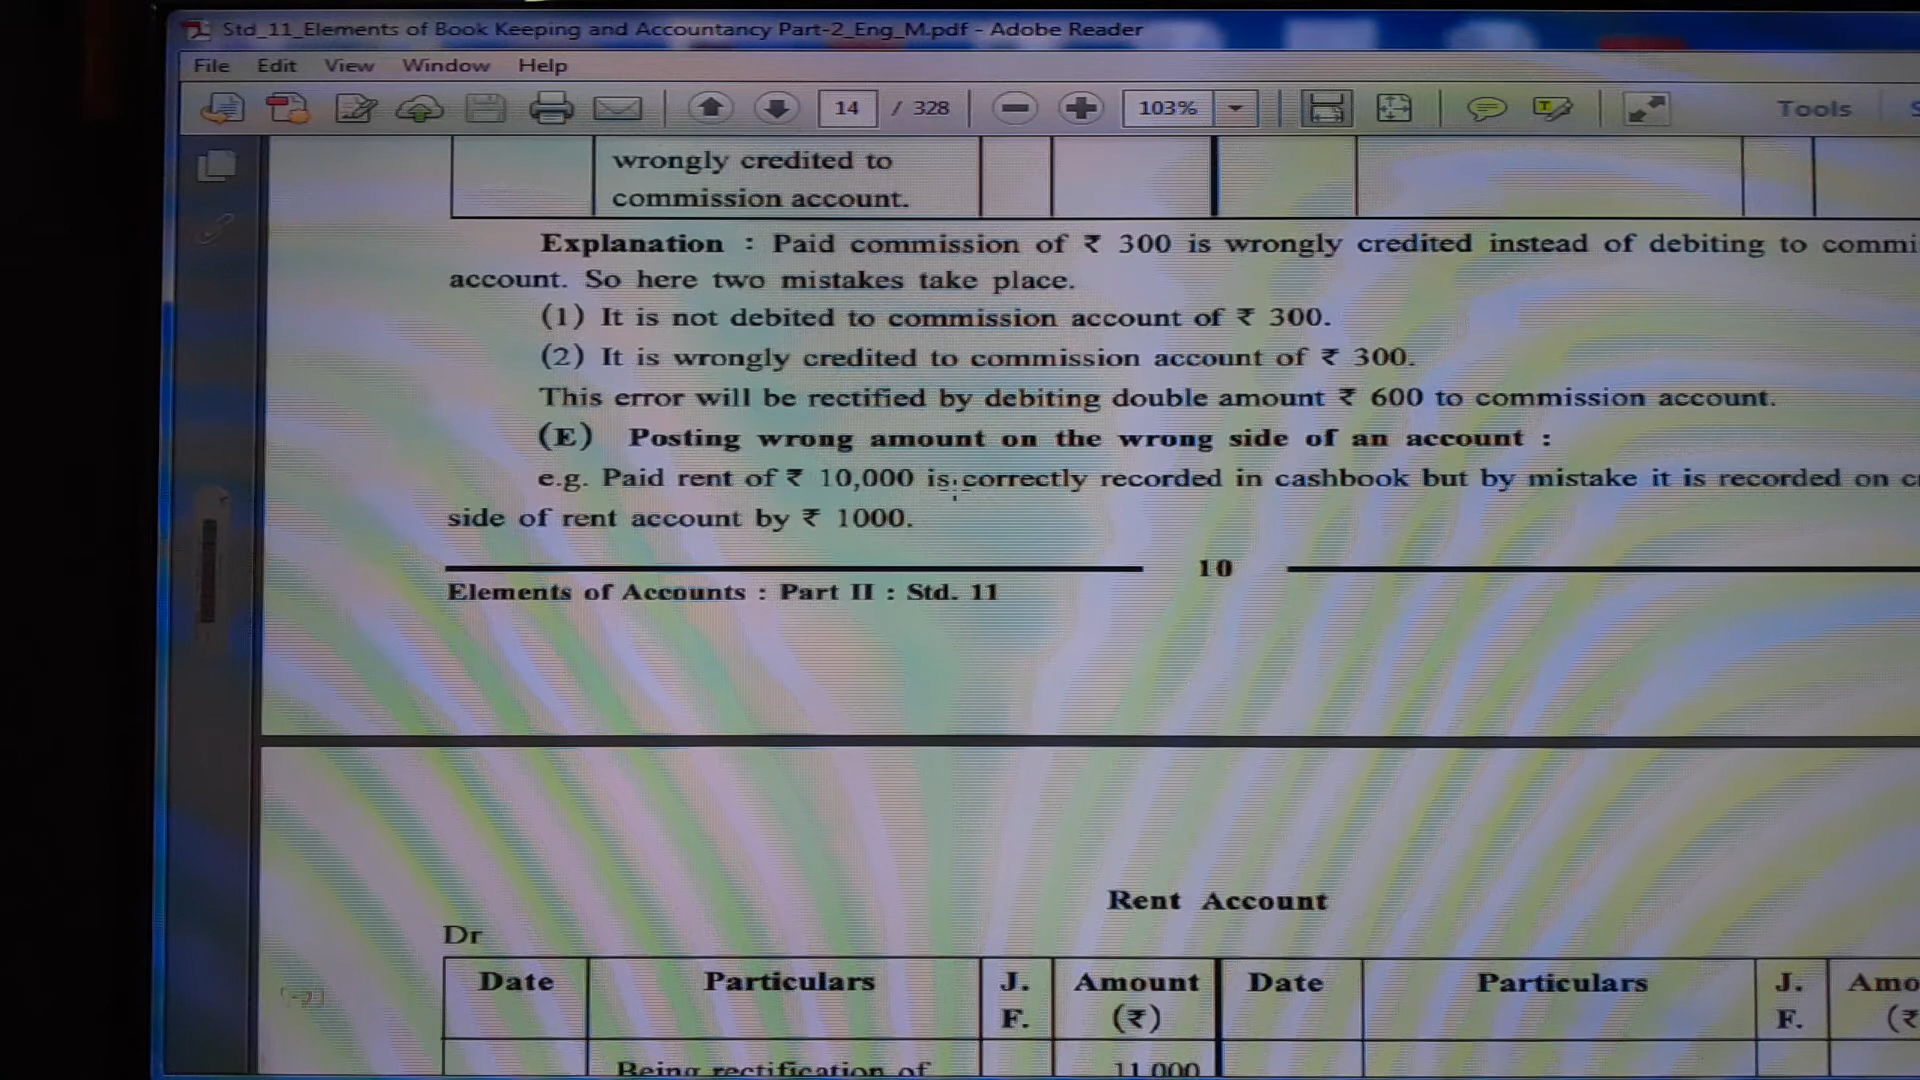 Std_11_Elements of Book Keeping and Accountancy Part-2_Eng_M.pdf - Adobe Reader
File Edit View Window Help
14 / 328 103% Tools
wrongly credited to
commission account.
Explanation : Paid commission of ₹ 300 is wrongly credited instead of debiting to commi
account. So here two mistakes take place.
(1) It is not debited to commission account of ₹ 300.
(2) It is wrongly credited to commission account of ₹ 300.
This error will be rectified by debiting double amount ₹ 600 to commission account.
(E) Posting wrong amount on the wrong side of an account :
e.g. Paid rent of ₹ 10,000 is correctly recorded in cashbook but by mistake it is recorded on
side of rent account by ₹ 1000.
10
Elements of Accounts : Part II : Std. 11
Rent Account
Dr
Date Particulars J. F. Amount (₹) Date Particulars J. F. Amo (₹
Being rectification of 11,000